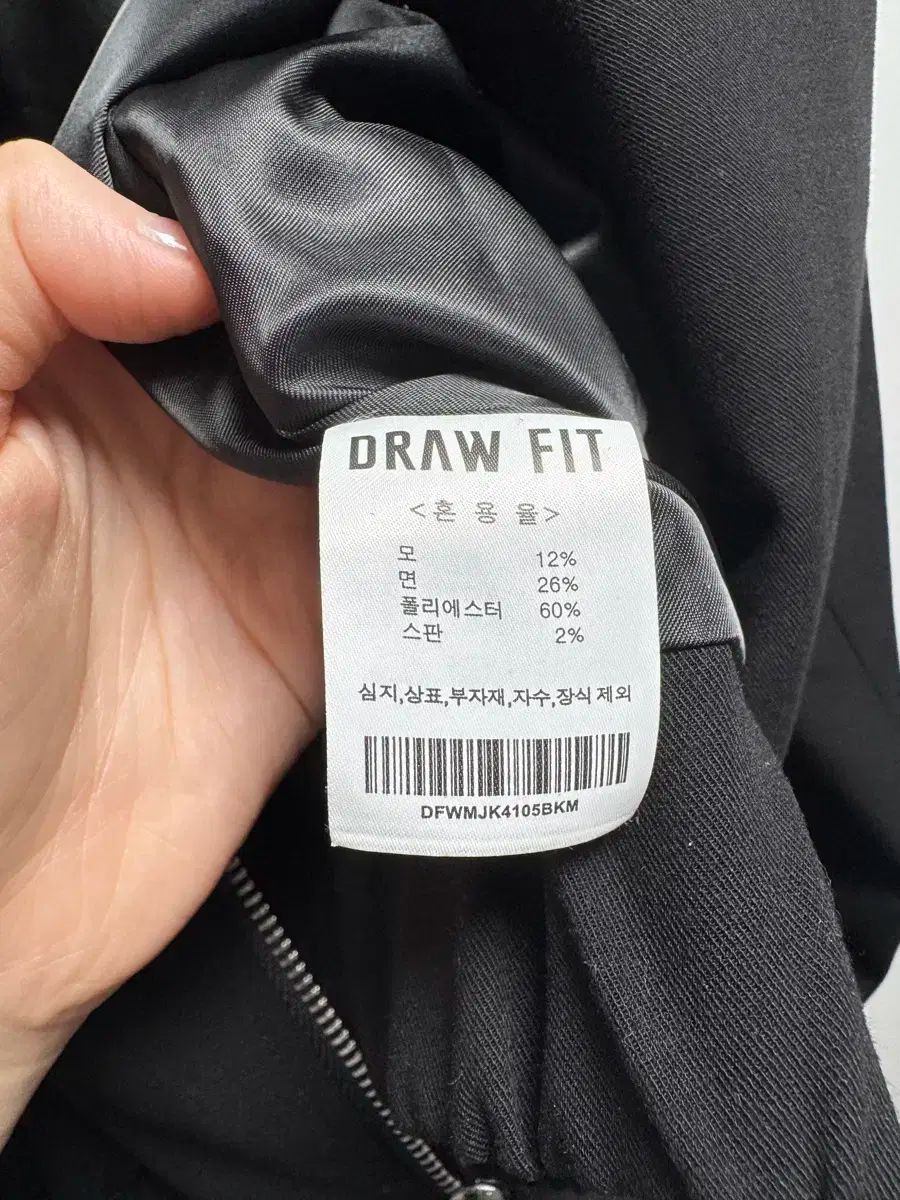 DRAW FIT
<혼 용 율>
모 12%
면 26%
폴리에스터 60%
스판 2%
심지,상표,부자재,자수,장식 제외
DFWMJK4105BKM